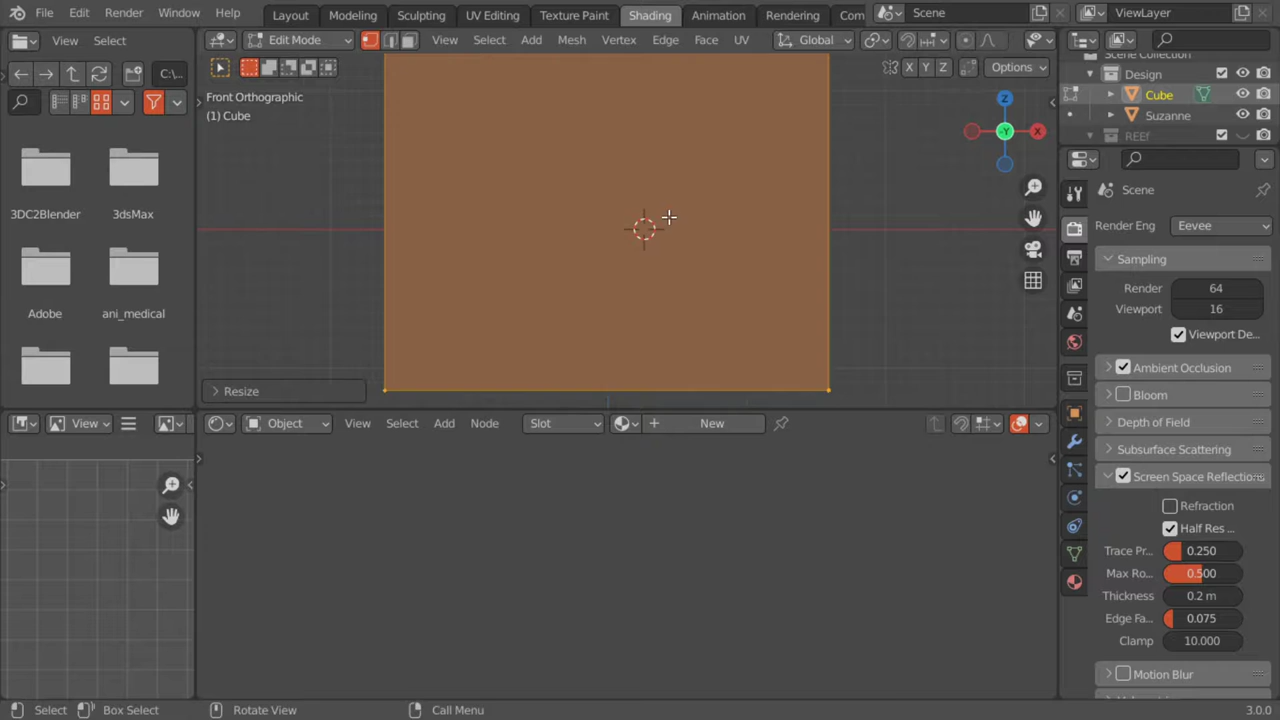 File Edit Render Window Help Layout Modeling Sculpting UV Editing Texture Paint Shading Animation Rendering Com Scene ViewLayer
View Select Edit Mode View Select Add Mesh Vertex Edge Face UV Global
C:\... X Y Z Options
Front Orthographic
(1) Cube
Z
-Y X
Scene Collection
Design
Cube
Suzanne
REEf
3DC2Blender 3dsMax
Adobe ani_medical
Resize
View Object View Select Add Node Slot New
Scene
Render Eng Eevee
Sampling
Render 64
Viewport 16
Viewport De...
Ambient Occlusion
Bloom
Depth of Field
Subsurface Scattering
Screen Space Reflections
Refraction
Half Res ...
Trace Pr... 0.250
Max Ro... 0.500
Thickness 0.2 m
Edge Fa... 0.075
Clamp 10.000
Motion Blur
Select Box Select Rotate View Call Menu 3.0.0